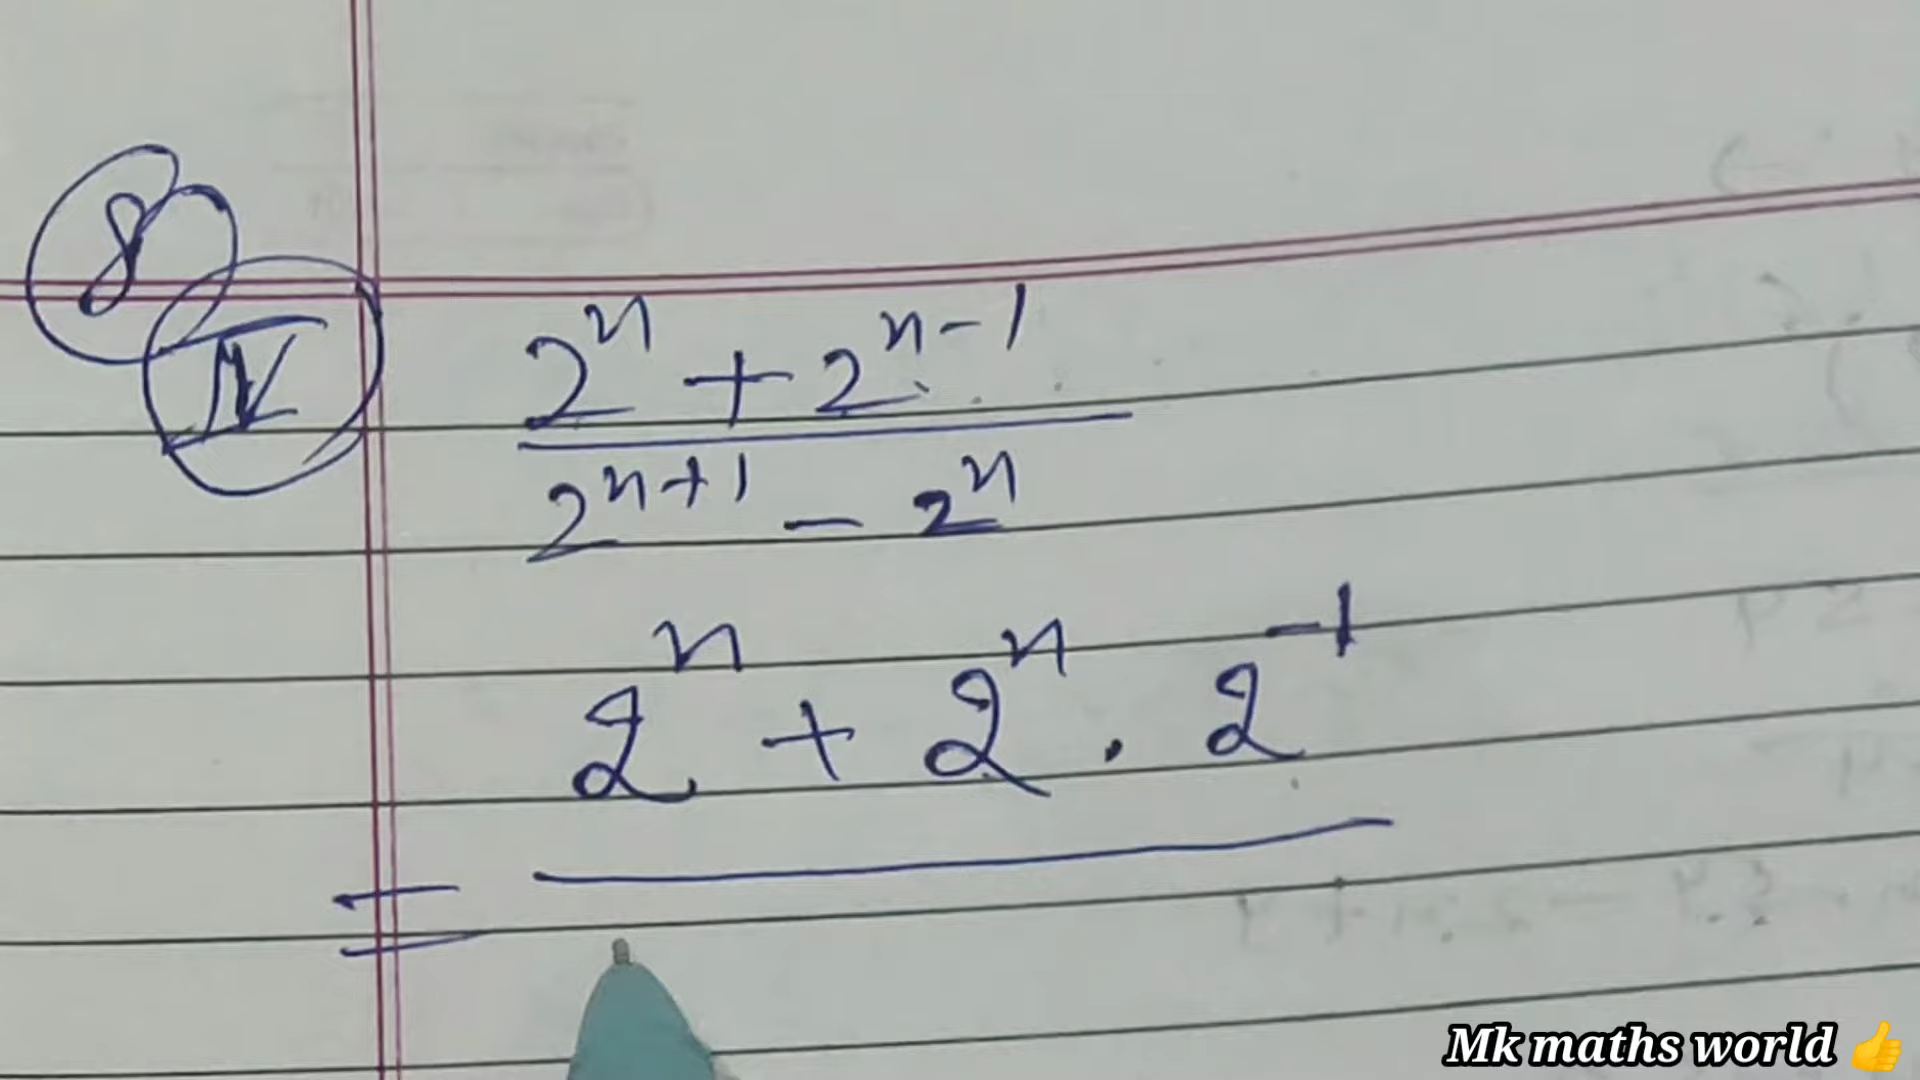 8
IV
2^n + 2^{n-1}
2^{n+1} - 2^n
2^n + 2^n . 2^{-1}
=
Mk maths world 👍